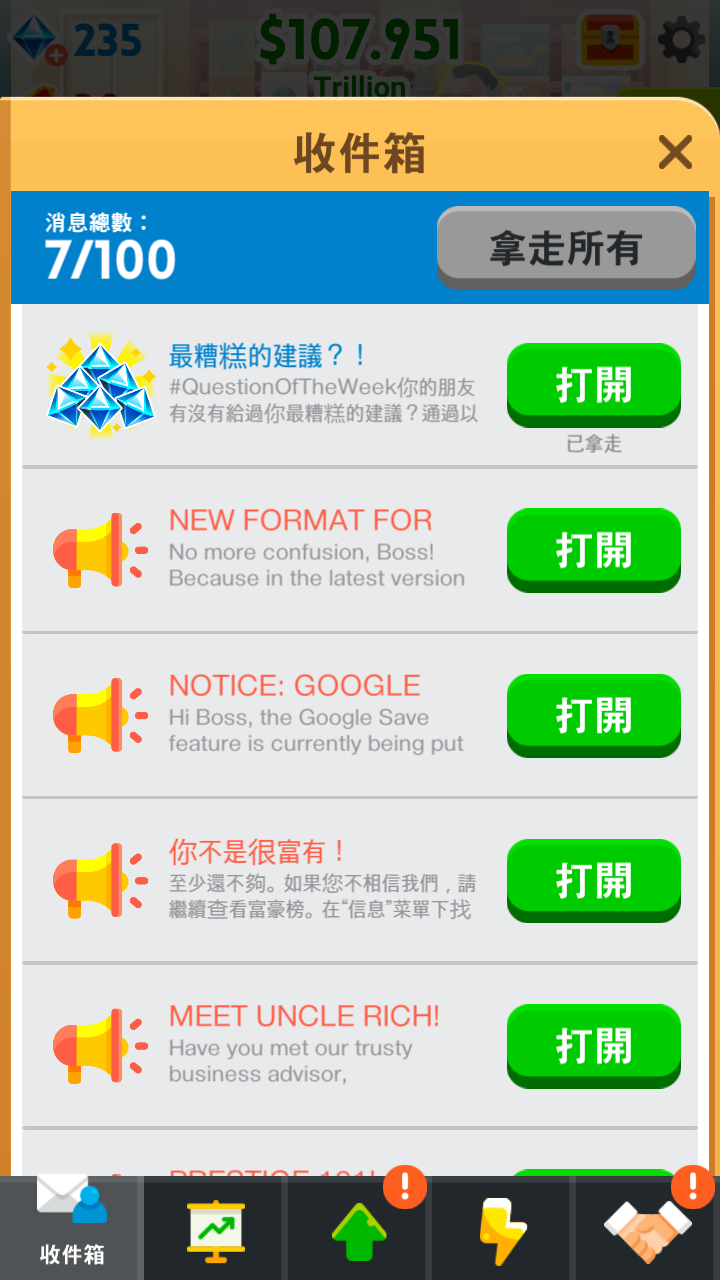 235
$107.951
Trillion
收件箱
消息總數：
7/100
拿走所有
最糟糕的建議？！
#QuestionOfTheWeek你的朋友
有沒有給過你最糟糕的建議？通過以
打開
已拿走
NEW FORMAT FOR
No more confusion, Boss!
Because in the latest version
打開
NOTICE: GOOGLE
Hi Boss, the Google Save
feature is currently being put
打開
你不是很富有！
至少還不夠。如果您不相信我們，請
繼續查看富豪榜。在“信息”菜單下找
打開
MEET UNCLE RICH!
Have you met our trusty
business advisor,
打開
PRESTIGE 101!
收件箱